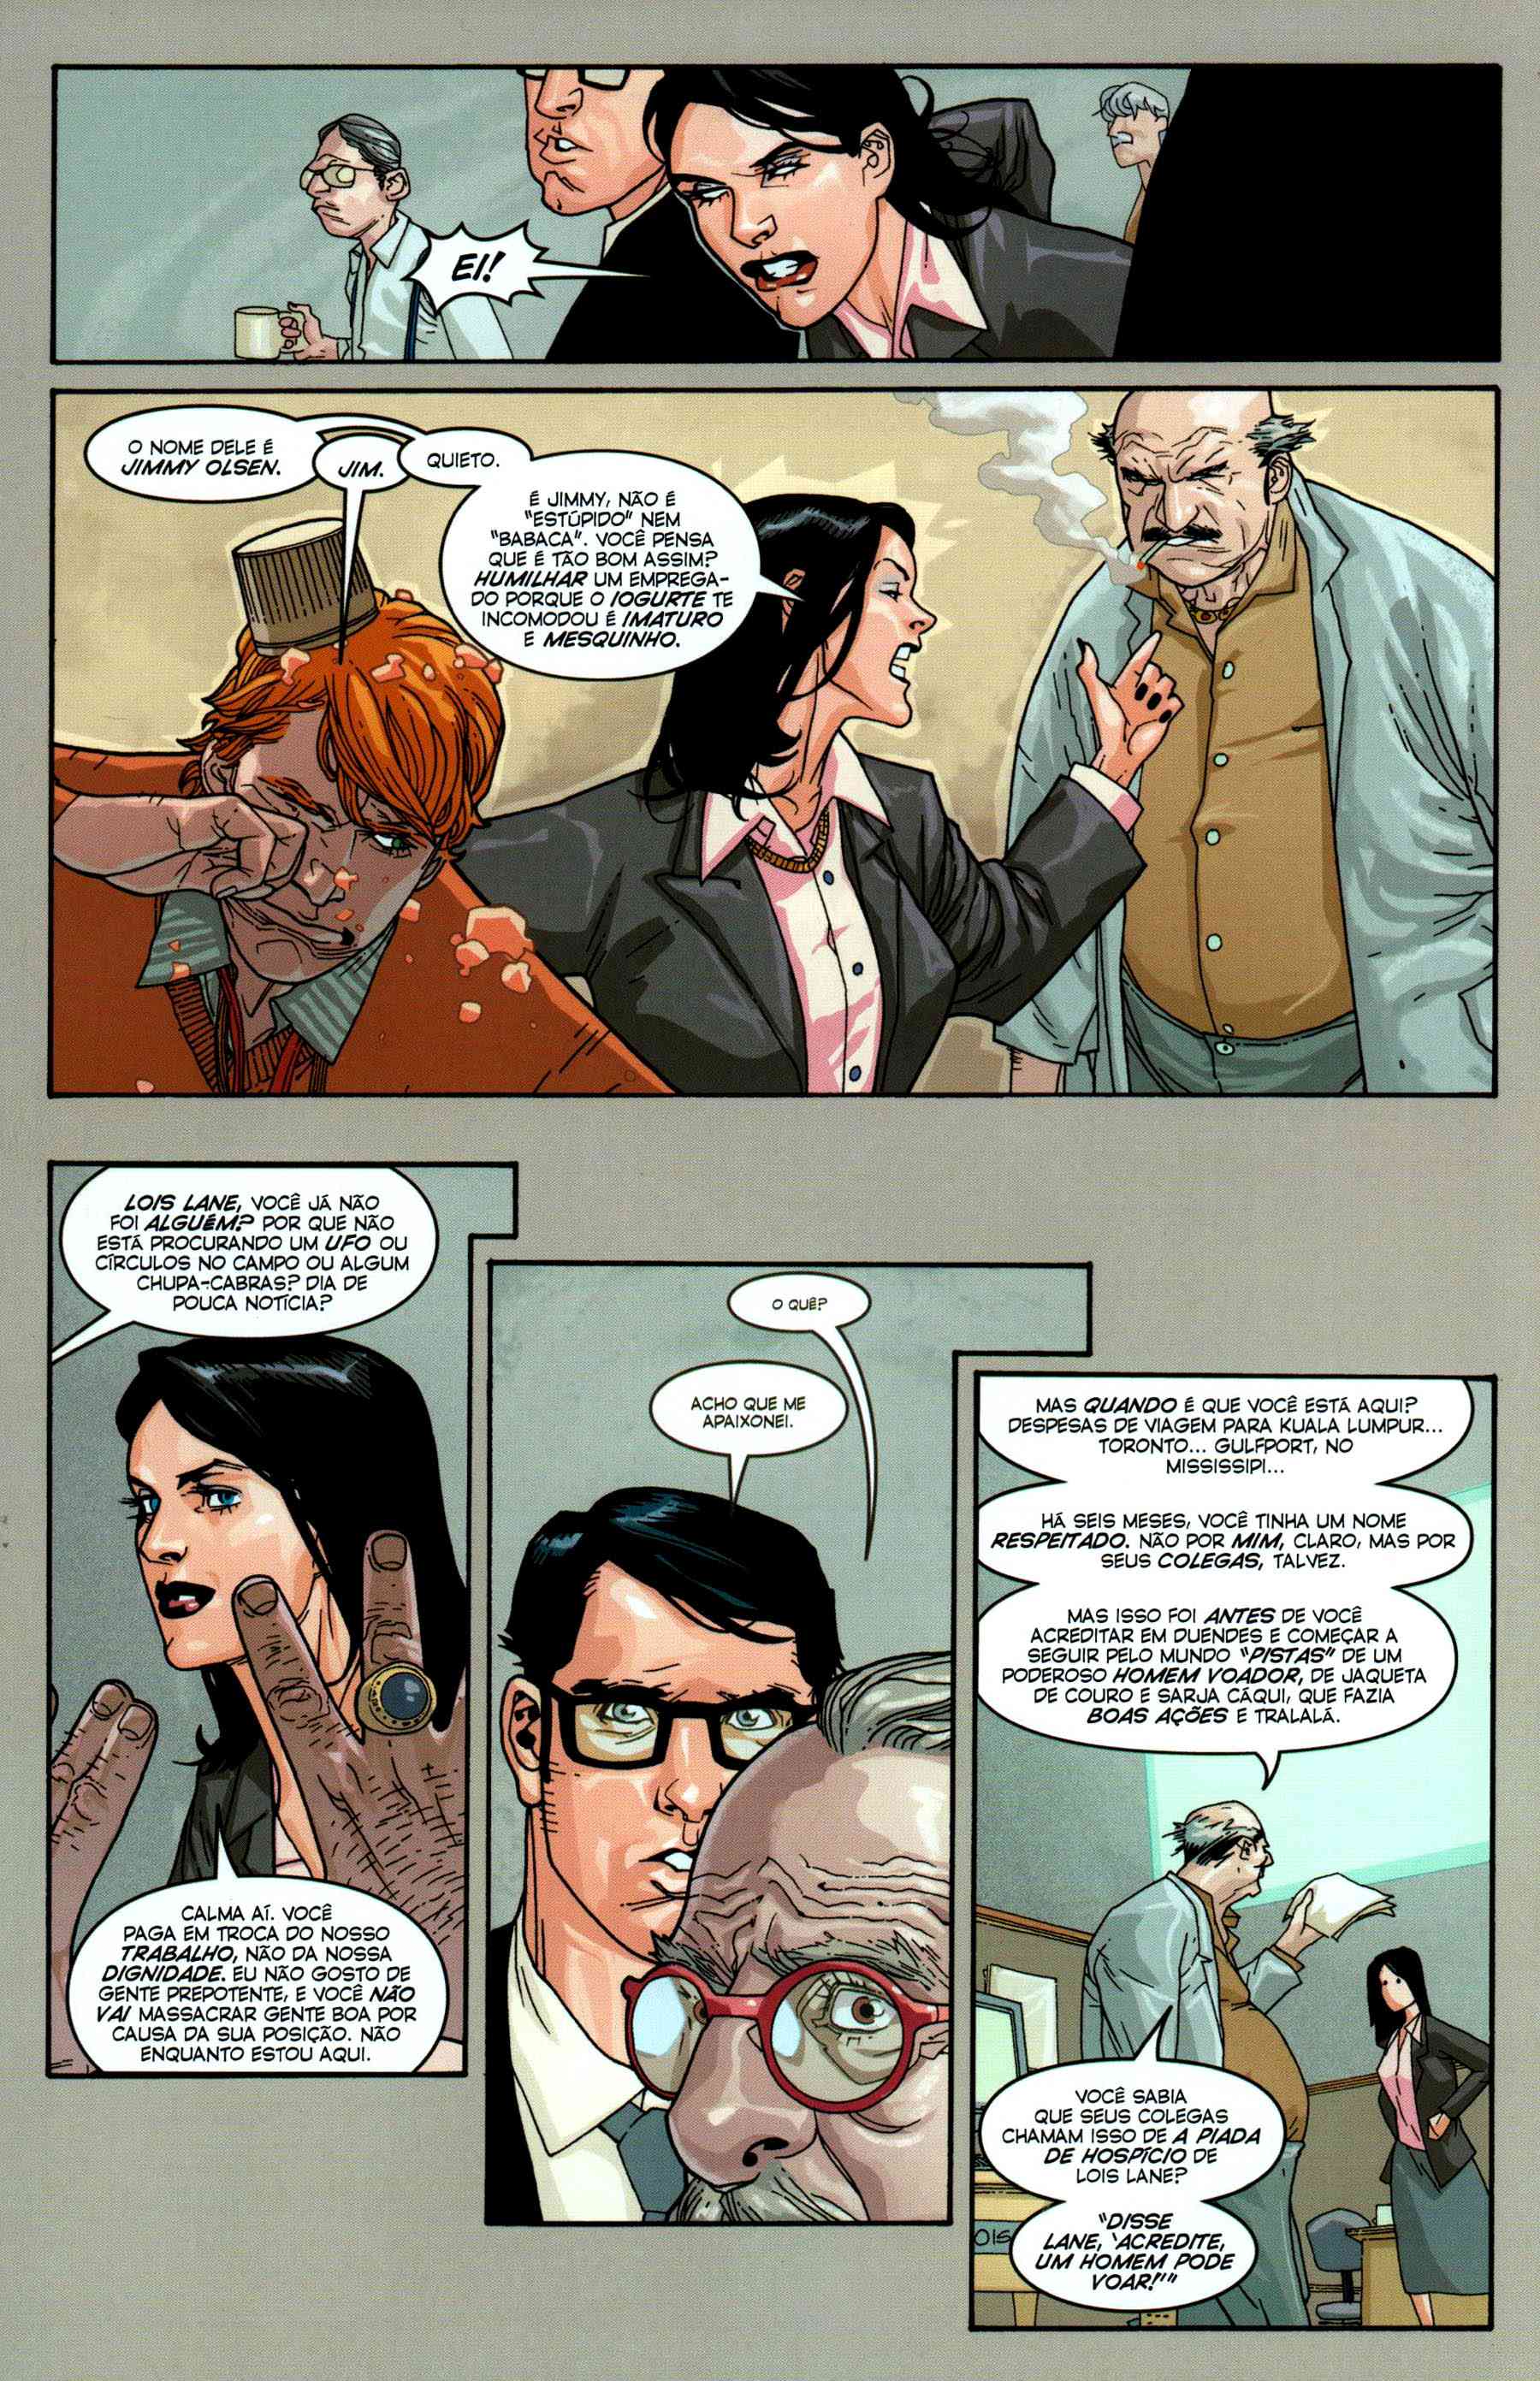 EI!
O NOME DELE É
JIMMY OLSEN.
JIM.
QUIETO.
É JIMMY, NÃO É
"ESTÚPIDO" NEM
"BABACA". VOCÊ PENSA
QUE É TÃO BOM ASSIM?
HUMILHAR UM EMPREGA-
DO PORQUE O IOGURTE TE
INCOMODOU É IMATURO
E MESQUINHO.
LOIS LANE, VOCÊ JÁ NÃO
FOI ALGUÉM? POR QUE NÃO
ESTÁ PROCURANDO UM UFO OU
CÍRCULOS NO CAMPO OU ALGUM
CHUPA-CABRAS? DIA DE
POUCA NOTÍCIA?
CALMA AÍ. VOCÊ
PAGA EM TROCA DO NOSSO
TRABALHO, NÃO DA NOSSA
DIGNIDADE. EU NÃO GOSTO DE
GENTE PREPOTENTE, E VOCÊ NÃO
VAI MASSACRAR GENTE BOA POR
CAUSA DA SUA POSIÇÃO. NÃO
ENQUANTO ESTOU AQUI.
O QUÊ?
ACHO QUE ME
APAIXONEI.
MAS QUANDO É QUE VOCÊ ESTÁ AQUI?
DESPESAS DE VIAGEM PARA KUALA LUMPUR...
TORONTO... GULFPORT, NO
MISSISSIPI...
HÁ SEIS MESES, VOCÊ TINHA UM NOME
RESPEITADO. NÃO POR MIM, CLARO, MAS POR
SEUS COLEGAS, TALVEZ.
MAS ISSO FOI ANTES DE VOCÊ
ACREDITAR EM DUENDES E COMEÇAR A
SEGUIR PELO MUNDO "PISTAS" DE UM
PODEROSO HOMEM VOADOR, DE JAQUETA
DE COURO E SARJA CÁQUI, QUE FAZIA
BOAS AÇÕES E TRALALÁ.
VOCÊ SABIA
QUE SEUS COLEGAS
CHAMAM ISSO DE A PIADA
DE HOSPÍCIO DE
LOIS LANE?
"DISSE
LANE, 'ACREDITE,
UM HOMEM PODE
VOAR!'"
OIS